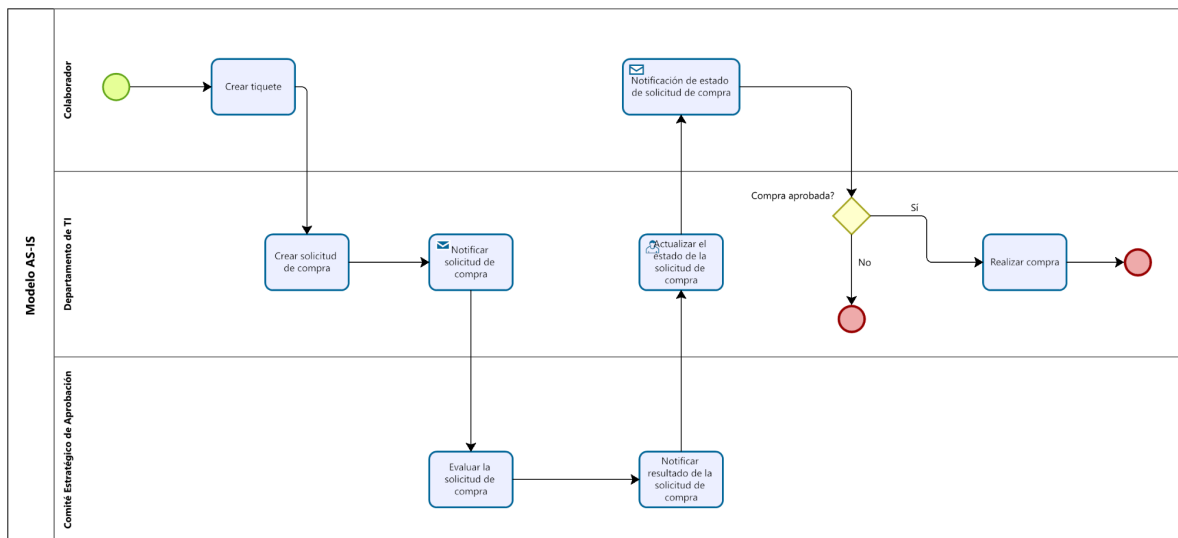 Modelo AS-IS
Colaborador
Crear tiquete
Notificación de estado
de solicitud de compra
Departamento de TI
Crear solicitud
de compra
Notificar
solicitud de
compra
Actualizar el
estado de la
solicitud de
compra
Compra aprobada?
Sí
No
Realizar compra
Comité Estratégico de Aprobación
Evaluar la
solicitud de
compra
Notificar
resultado de la
solicitud de
compra